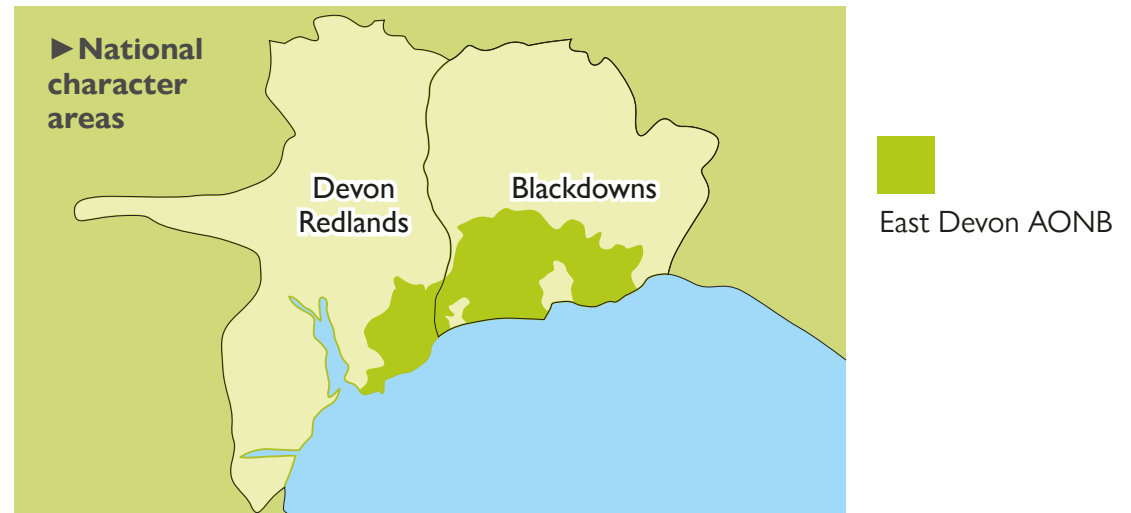 ►National
character
areas
Devon
Redlands
Blackdowns
East Devon AONB